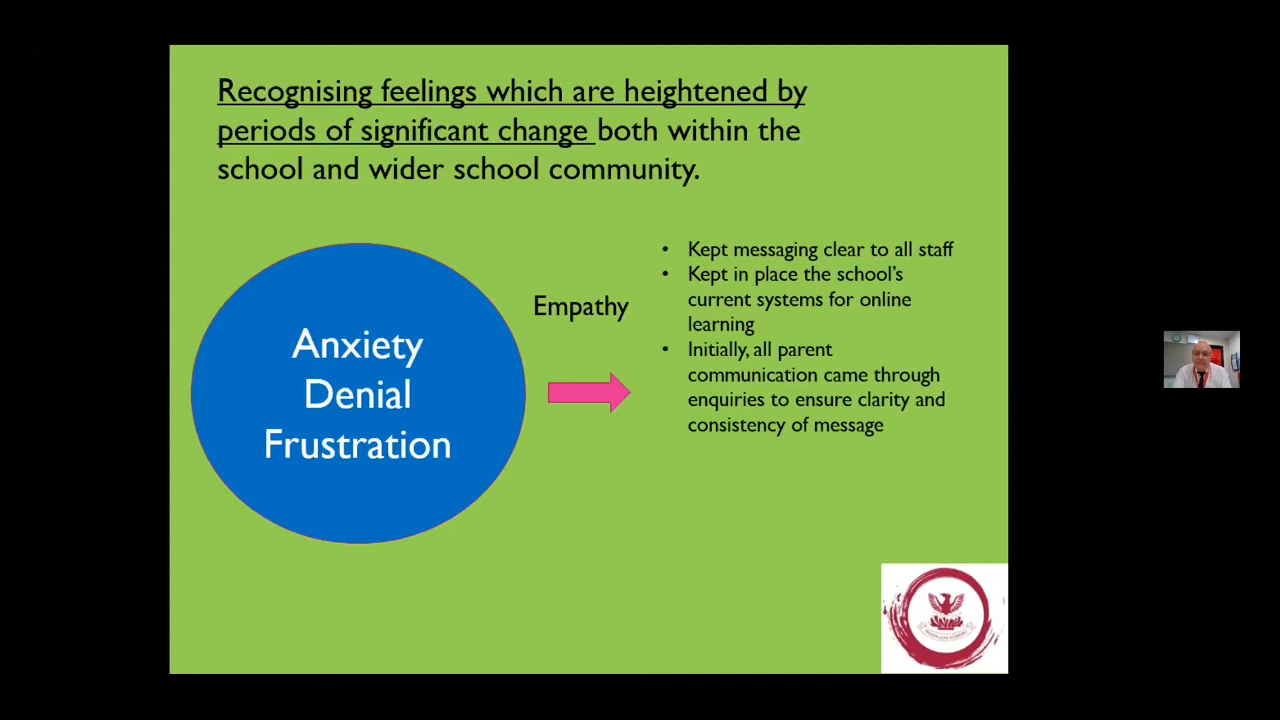 Recognising feelings which are heightened by
periods of significant change both within the
school and wider school community.
Anxiety
Denial
Frustration
Empathy
• Kept messaging clear to all staff
• Kept in place the school's
current systems for online
learning
• Initially, all parent
communication came through
enquiries to ensure clarity and
consistency of message